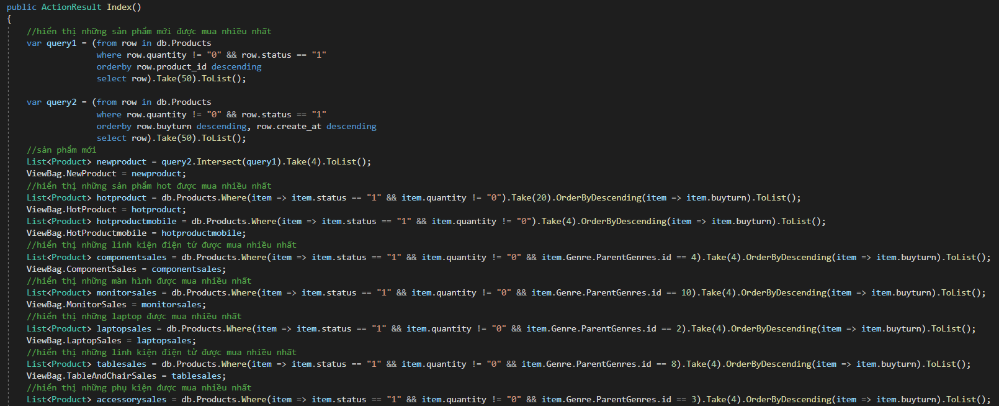 public ActionResult Index()
{
//hiển thị những sản phẩm mới được mua nhiều nhất
var query1 = (from row in db.Products
where row.quantity != "0" && row.status == "1"
orderby row.product_id descending
select row).Take(50).ToList();
var query2 = (from row in db.Products
where row.quantity != "0" && row.status == "1"
orderby row.buyturn descending, row.create_at descending
select row).Take(50).ToList();
//sản phẩm mới
List<Product> newproduct = query2.Intersect(query1).Take(4).ToList();
ViewBag.NewProduct = newproduct;
//hiển thị những sản phẩm hot được mua nhiều nhất
List<Product> hotproduct = db.Products.Where(item => item.status == "1" && item.quantity != "0").Take(20).OrderByDescending(item => item.buyturn).ToList();
ViewBag.HotProduct = hotproduct;
List<Product> hotproductmobile = db.Products.Where(item => item.status == "1" && item.quantity != "0").Take(4).OrderByDescending(item => item.buyturn).ToList();
ViewBag.HotProductmobile = hotproductmobile;
//hiển thị những linh kiện điện tử được mua nhiều nhất
List<Product> componentsales = db.Products.Where(item => item.status == "1" && item.quantity != "0" && item.Genre.ParentGenres.id == 4).Take(4).OrderByDescending(item => item.buyturn).ToList();
ViewBag.ComponentSales = componentsales;
//hiển thị những màn hình được mua nhiều nhất
List<Product> monitorsales = db.Products.Where(item => item.status == "1" && item.quantity != "0" && item.Genre.ParentGenres.id == 10).Take(4).OrderByDescending(item => item.buyturn).ToList();
ViewBag.MonitorSales = monitorsales;
//hiển thị những laptop được mua nhiều nhất
List<Product> laptopsales = db.Products.Where(item => item.status == "1" && item.quantity != "0" && item.Genre.ParentGenres.id == 2).Take(4).OrderByDescending(item => item.buyturn).ToList();
ViewBag.LaptopSales = laptopsales;
//hiển thị những linh kiện điện tử được mua nhiều nhất
List<Product> tablesales = db.Products.Where(item => item.status == "1" && item.quantity != "0" && item.Genre.ParentGenres.id == 8).Take(4).OrderByDescending(item => item.buyturn).ToList();
ViewBag.TableAndChairSales = tablesales;
//hiển thị những phụ kiện được mua nhiều nhất
List<Product> accessorysales = db.Products.Where(item => item.status == "1" && item.quantity != "0" && item.Genre.ParentGenres.id == 3).Take(4).OrderByDescending(item => item.buyturn).ToList();